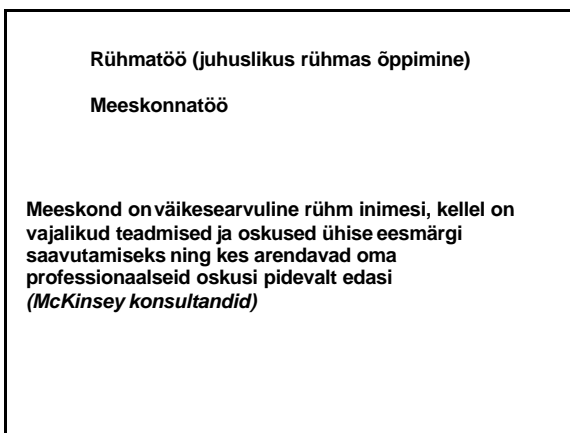 Rühmatöö (juhuslikus rühmas õppimine)
Meeskonnatöö
Meeskond on väikesearvuline rühm inimesi, kellel on
vajalikud teadmised ja oskused ühise eesmärgi
saavutamiseks ning kes arendavad oma
professionaalseid oskusi pidevalt edasi
(McKinsey konsultandid)